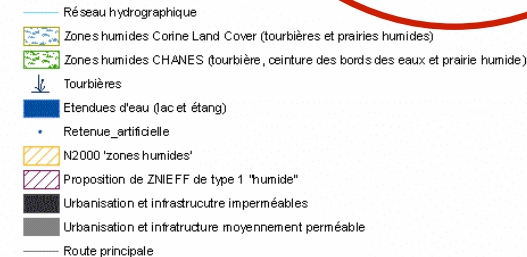 Réseau hydrographique
Zones humides Corine Land Cover (tourbières et prairies humides)
Zones humides CHANES (tourbière, ceinture des bords des eaux et prairie humide)
Tourbières
Etendues d'eau (lac et étang)
Retenue_artificielle
N2000 'zones humides'
Proposition de ZNIEFF de type 1 "humide"
Urbanisation et infrastrucutre imperméables
Urbanisation et infratructure moyennement perméable
Route principale